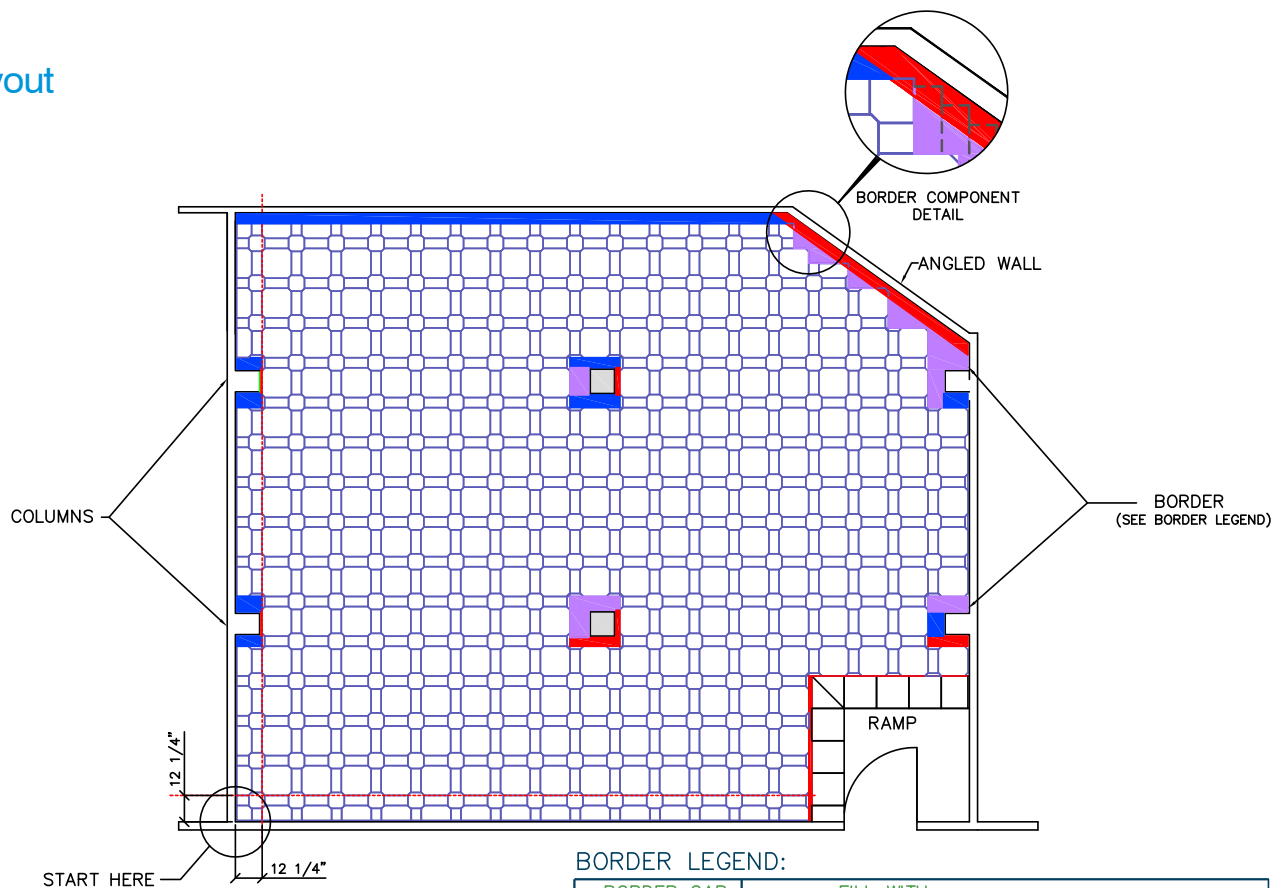 BORDER COMPONENT
DETAIL
ANGLED WALL
COLUMNS
BORDER
(SEE BORDER LEGEND)
RAMP
12 1/4"
12 1/4"
START HERE
BORDER LEGEND: